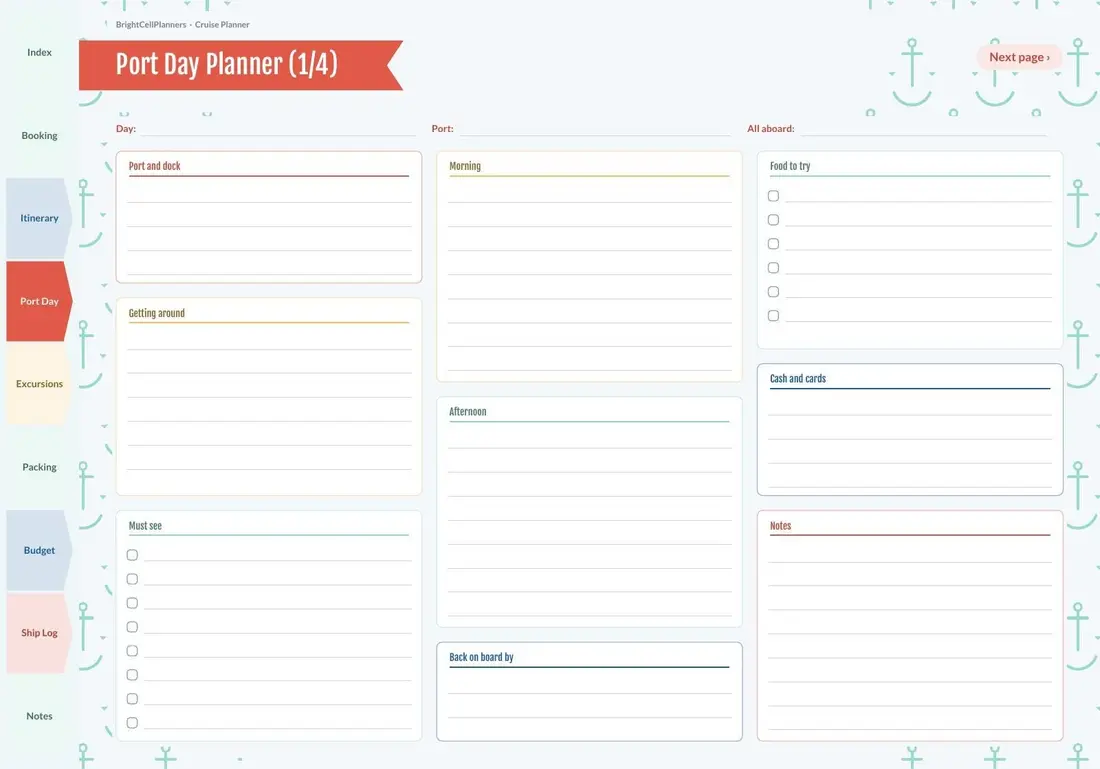 BrightCellPlanners · Cruise Planner
Port Day Planner (1/4)
Next page ›
Index
Booking
Itinerary
Port Day
Excursions
Packing
Budget
Ship Log
Notes
Day:
Port:
All aboard:
Port and dock
Getting around
Must see
Morning
Afternoon
Back on board by
Food to try
Cash and cards
Notes